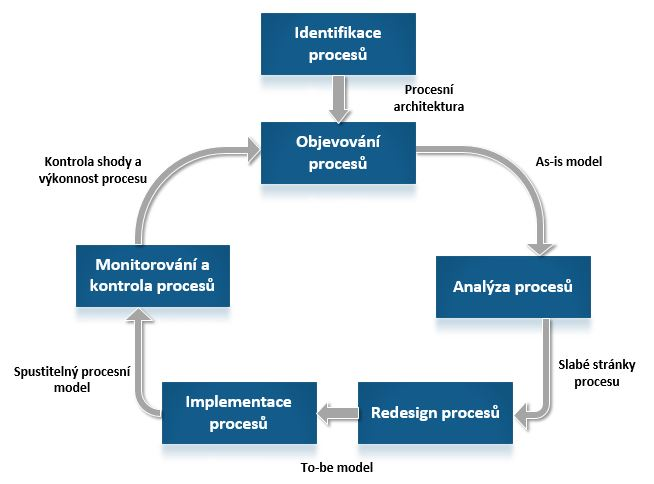 Identifikace
procesů
Procesní
architektura
Objevování
procesů
Kontrola shody a
výkonnost procesu
As-is model
Monitorování a
kontrola procesů
Analýza procesů
Slabé stránky
procesu
Spustitelný procesní
model
Implementace
procesů
Redesign procesů
To-be model